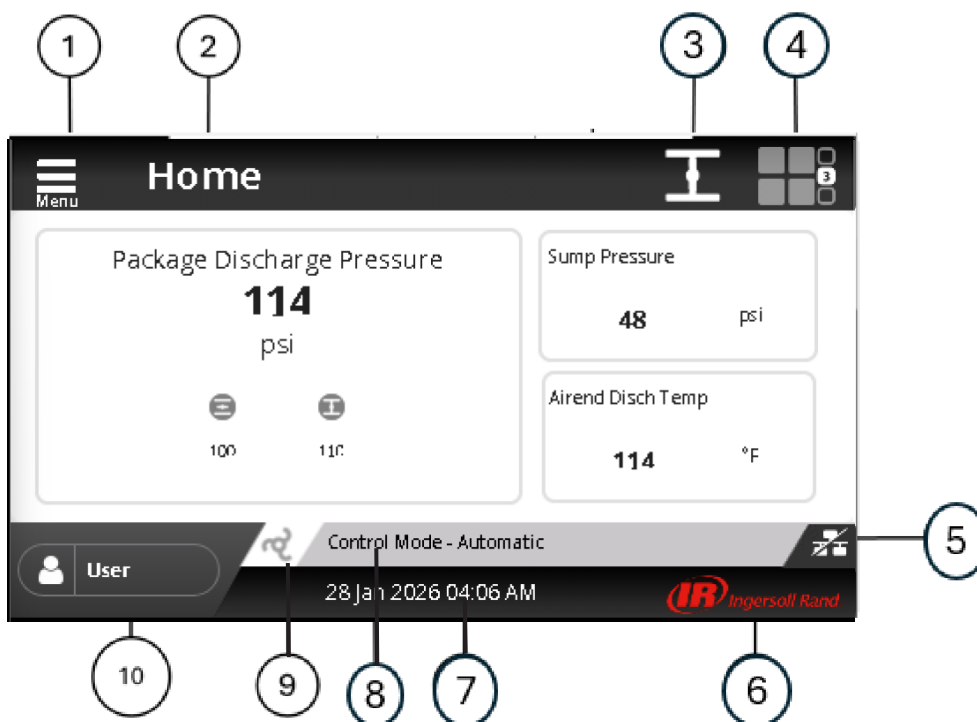 1
2
3
4
Menu
Home
3
Package Discharge Pressure
114
psi
100
110
Sump Pressure
48 psi
Airend Disch Temp
114 °F
5
User
Control Mode - Automatic
28 Jan 2026 04:06 AM
IR Ingersoll Rand
10
9
8
7
6